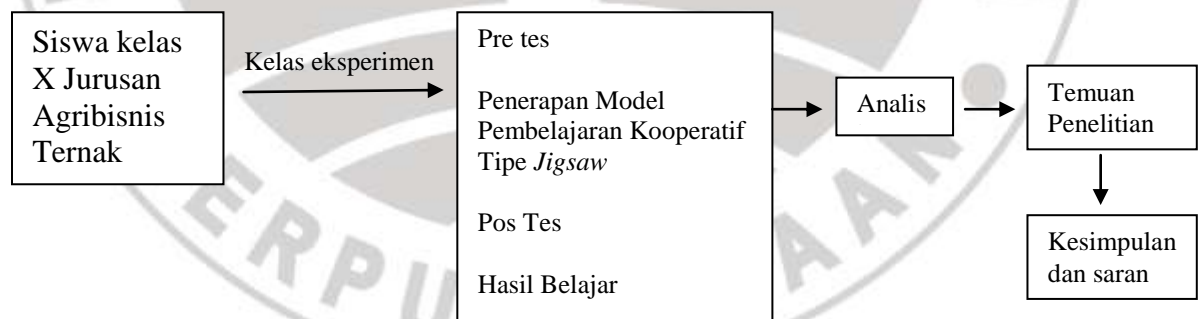 Siswa kelas
X Jurusan
Agribisnis
Ternak
Kelas eksperimen
Pre tes
Penerapan Model
Pembelajaran Kooperatif
Tipe Jigsaw
Pos Tes
Hasil Belajar
Analis
Temuan
Penelitian
Kesimpulan
dan saran